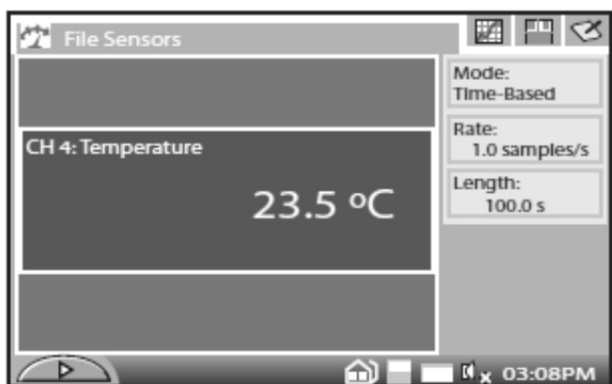 File Sensors
Mode:
Time-Based
Rate:
1.0 samples/s
CH 4: Temperature
23.5 ºC
Length:
100.0 s
x 03:08PM